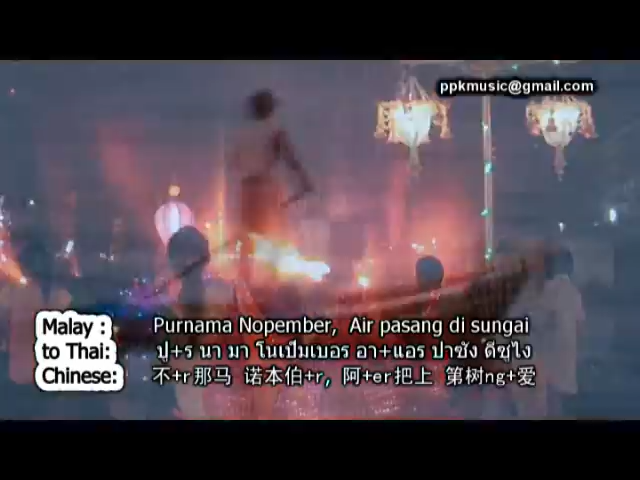 ppkmusic@gmail.com
Malay : Purnama Nopember, Air pasang di sungai
to Thai: ปู+ร นา มา โนเป็มเบอร อา+แอร ปาซัง ดีซูไง
Chinese: 不+r那马 诺本伯+r, 阿+er把上 第树ng+爱